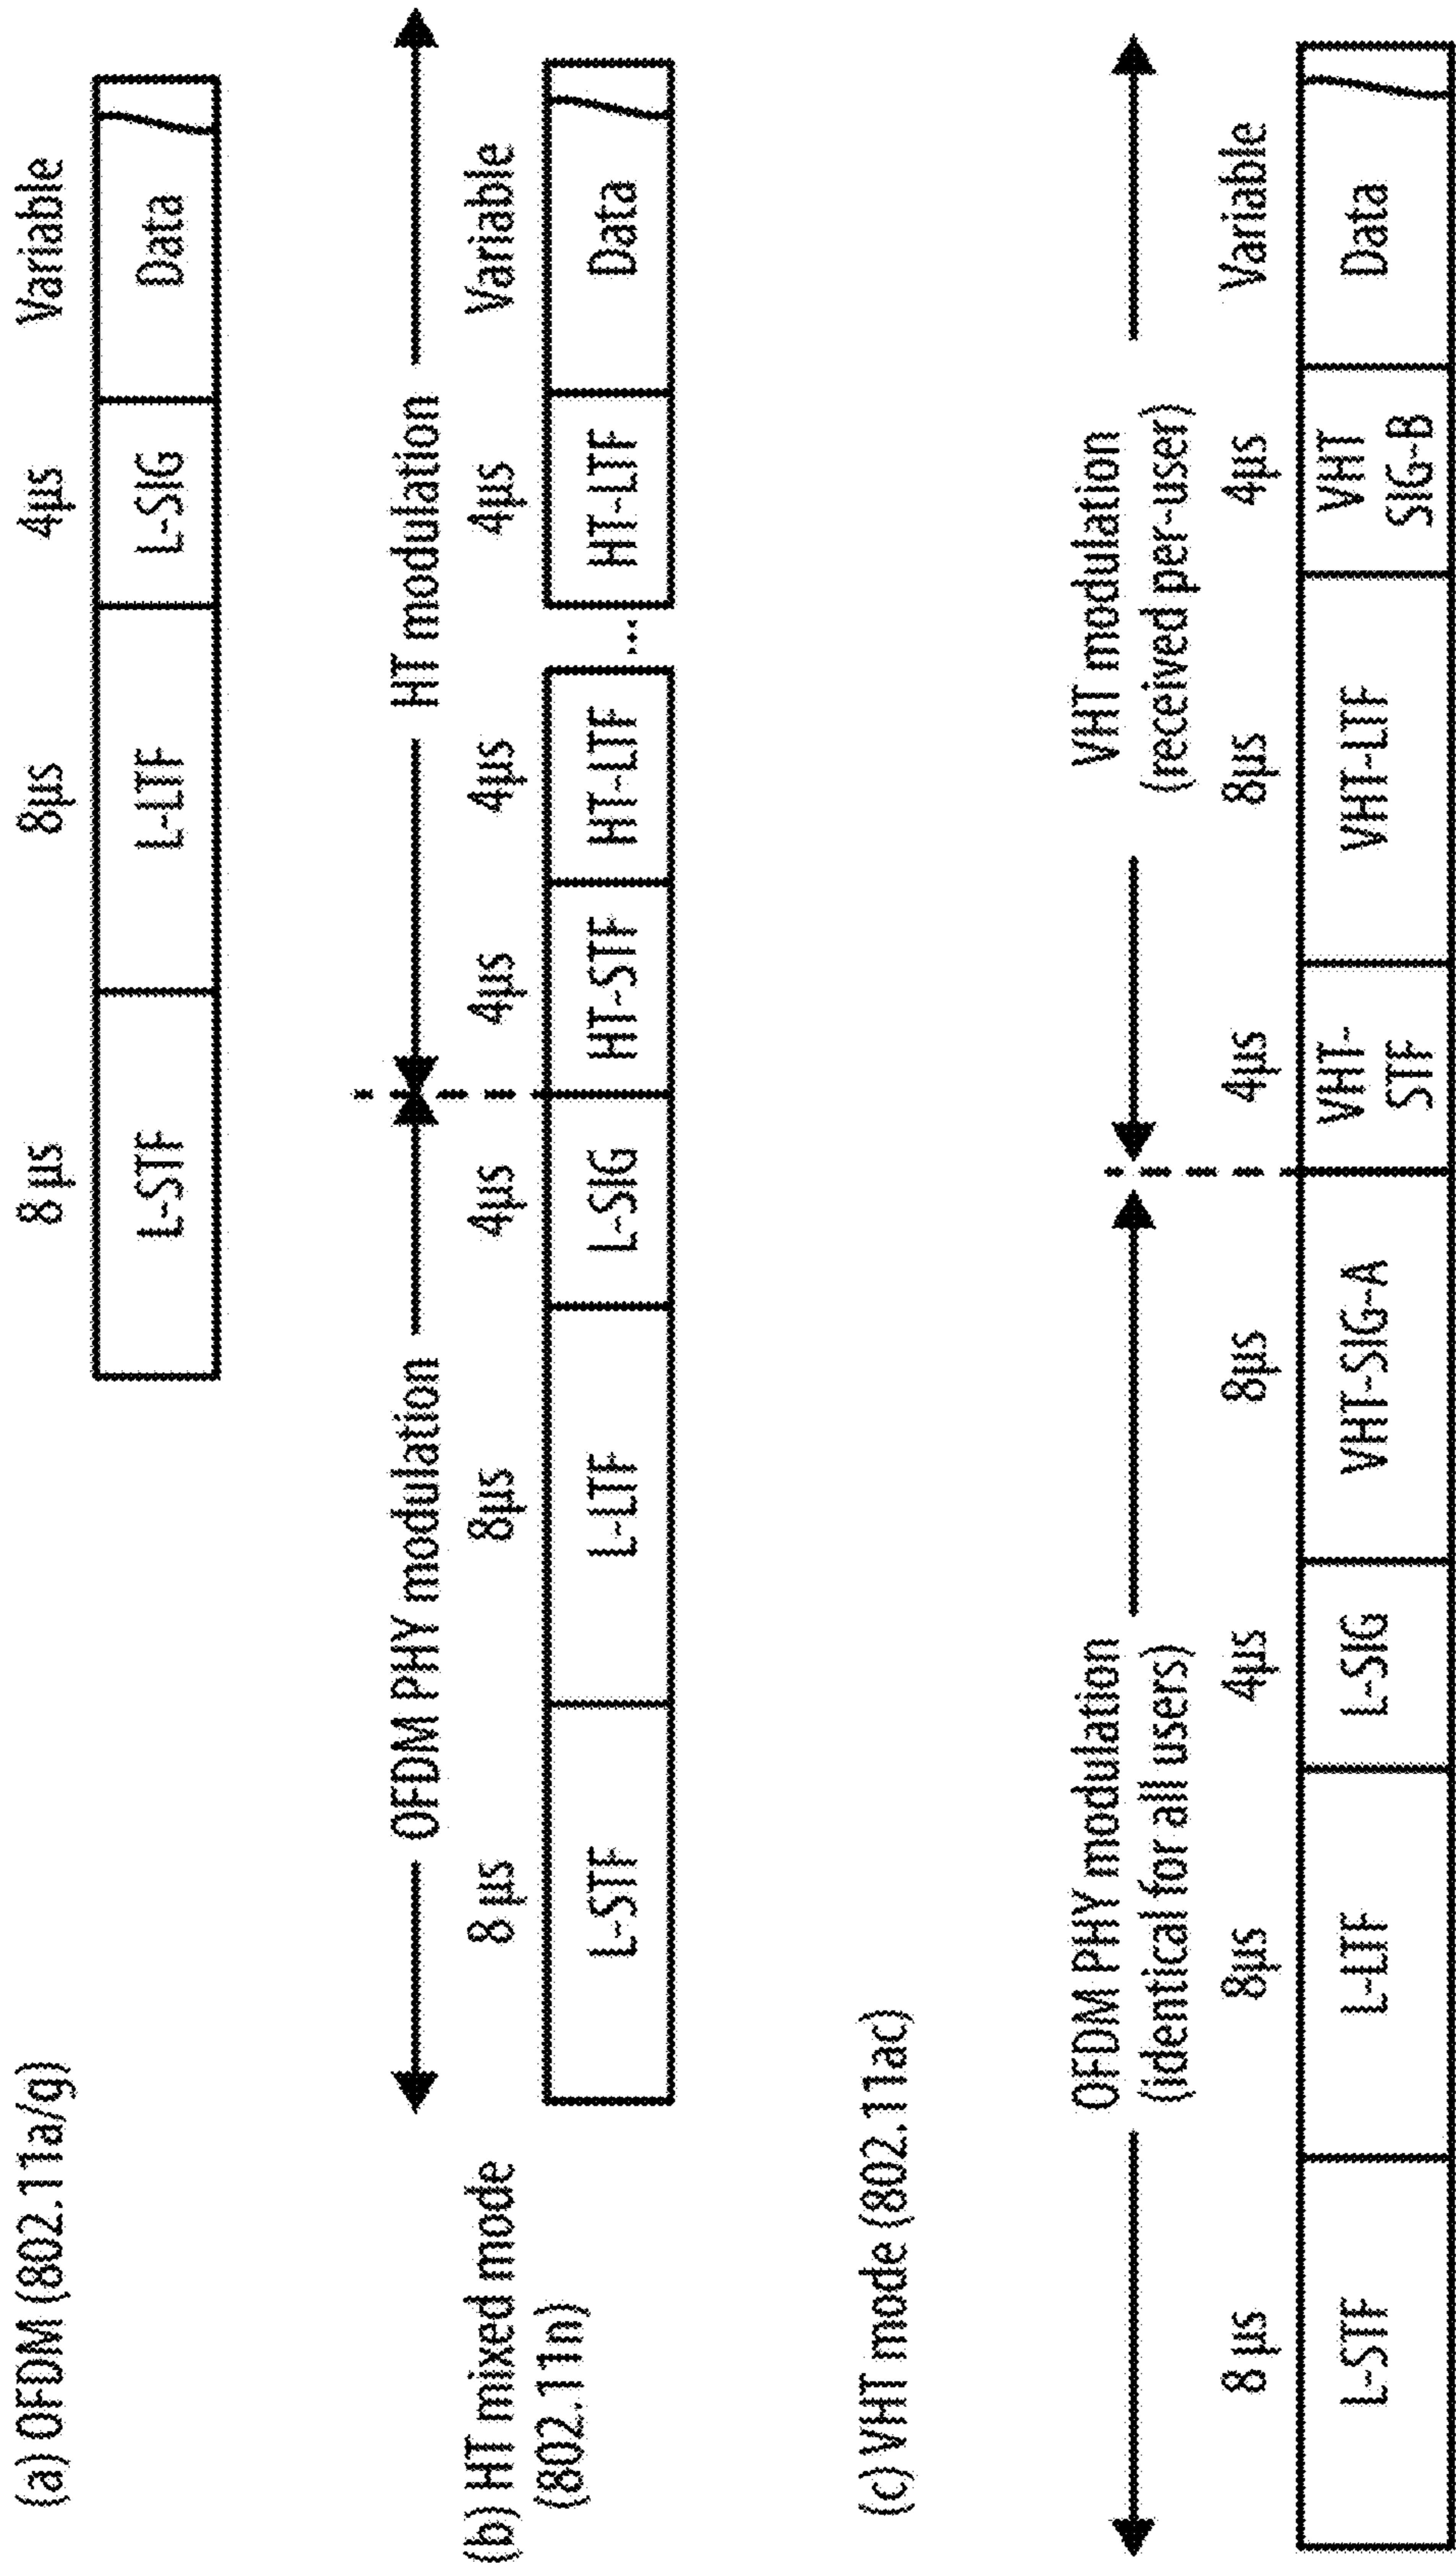 (a) OFDM (802.11a/g)
8 µs 8µs 4µs Variable
L-STF L-LTF L-SIG Data
OFDM PHY modulation HT modulation
(b) HT mixed mode
(802.11n)
8 µs 8µs 4µs 4µs 4µs 4µs Variable
L-STF L-LTF L-SIG HT-STF HT-LTF ... HT-LTF Data
(c) VHT mode (802.11ac)
OFDM PHY modulation
(identical for all users)
VHT modulation
(received per-user)
8 µs 8µs 4µs 8µs 4µs 8µs 4µs Variable
L-STF L-LTF L-SIG VHT-SIG-A
VHT-
STF
VHT-LTF
VHT
SIG-B
Data